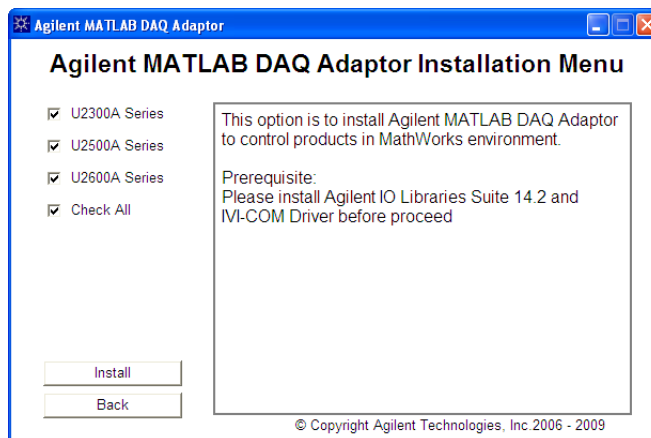 Agilent MATLAB DAQ Adaptor
Agilent MATLAB DAQ Adaptor Installation Menu
U2300A Series
U2500A Series
U2600A Series
Check All
This option is to install Agilent MATLAB DAQ Adaptor
to control products in MathWorks environment.
Prerequisite:
Please install Agilent IO Libraries Suite 14.2 and
IVI-COM Driver before proceed
Install
Back
© Copyright Agilent Technologies, Inc.2006 - 2009